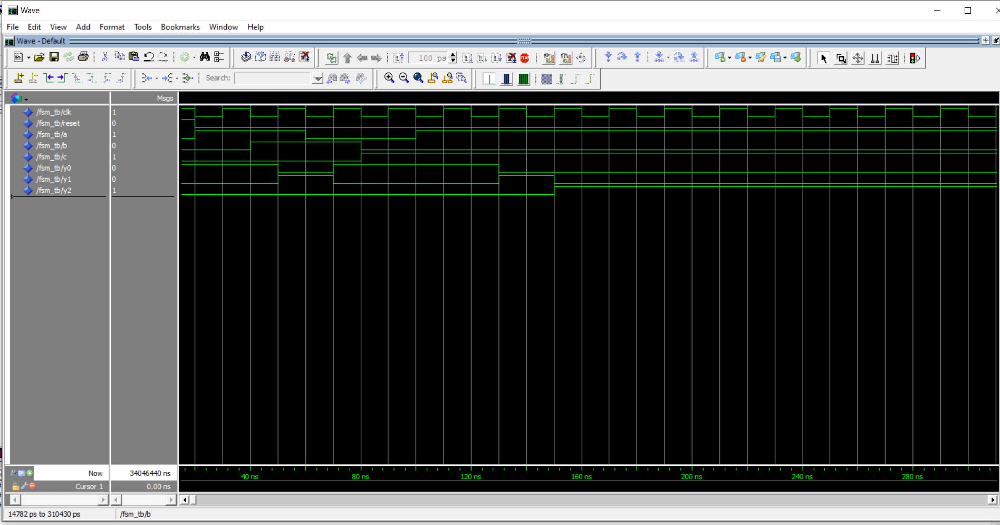 Wave
File Edit View Add Format Tools Bookmarks Window Help
Wave - Default
100 ps
STOP
Search:
Msgs
/fsm_tb/clk 1
/fsm_tb/reset 0
/fsm_tb/a 1
/fsm_tb/b 0
/fsm_tb/c 1
/fsm_tb/y0 0
/fsm_tb/y1 0
/fsm_tb/y2 1
Now 34046440 ns
40 ns 80 ns 120 ns 160 ns 200 ns 240 ns 280 ns
Cursor 1 0.00 ns
14782 ps to 310430 ps /fsm_tb/b